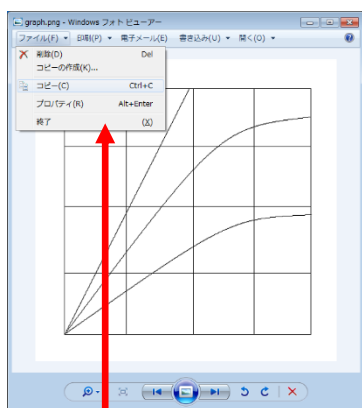 graph.png - Windows フォト ビューアー
ファイル(F) 印刷(P) 電子メール(E) 書き込み(U) 開く(O)
削除(D) Del
コピーの作成(K)...
コピー(C) Ctrl+C
プロパティ(R) Alt+Enter
終了 (X)